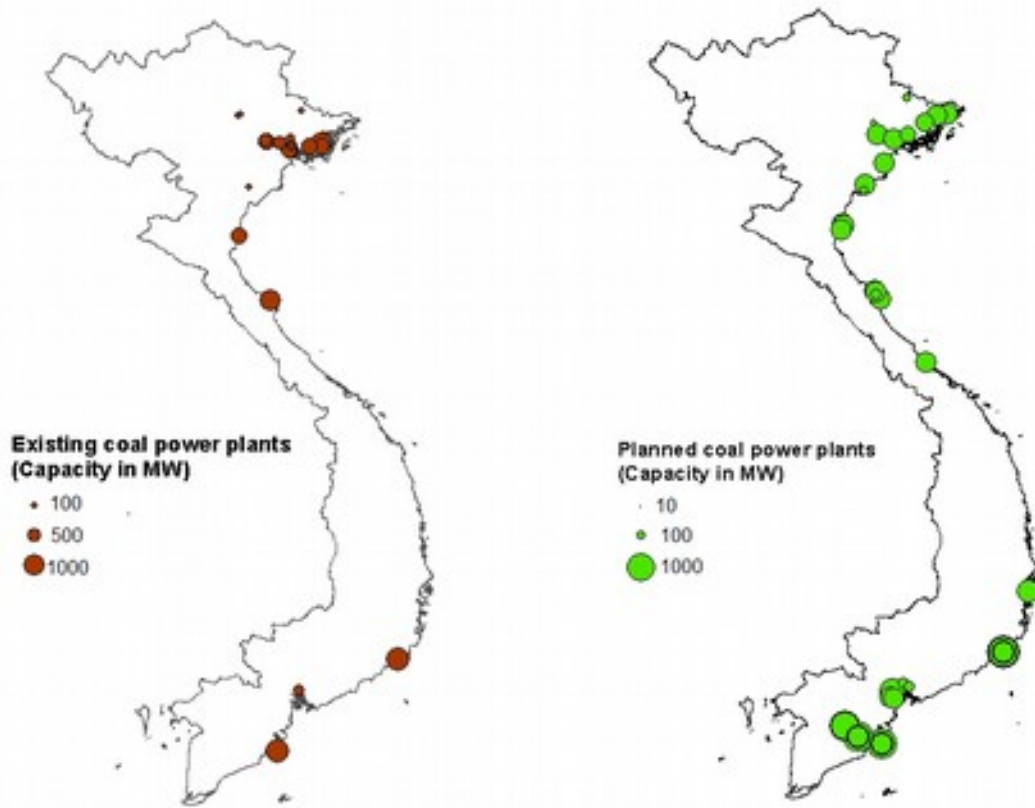 Existing coal power plants
(Capacity in MW)
100
500
1000
Planned coal power plants
(Capacity in MW)
10
100
1000